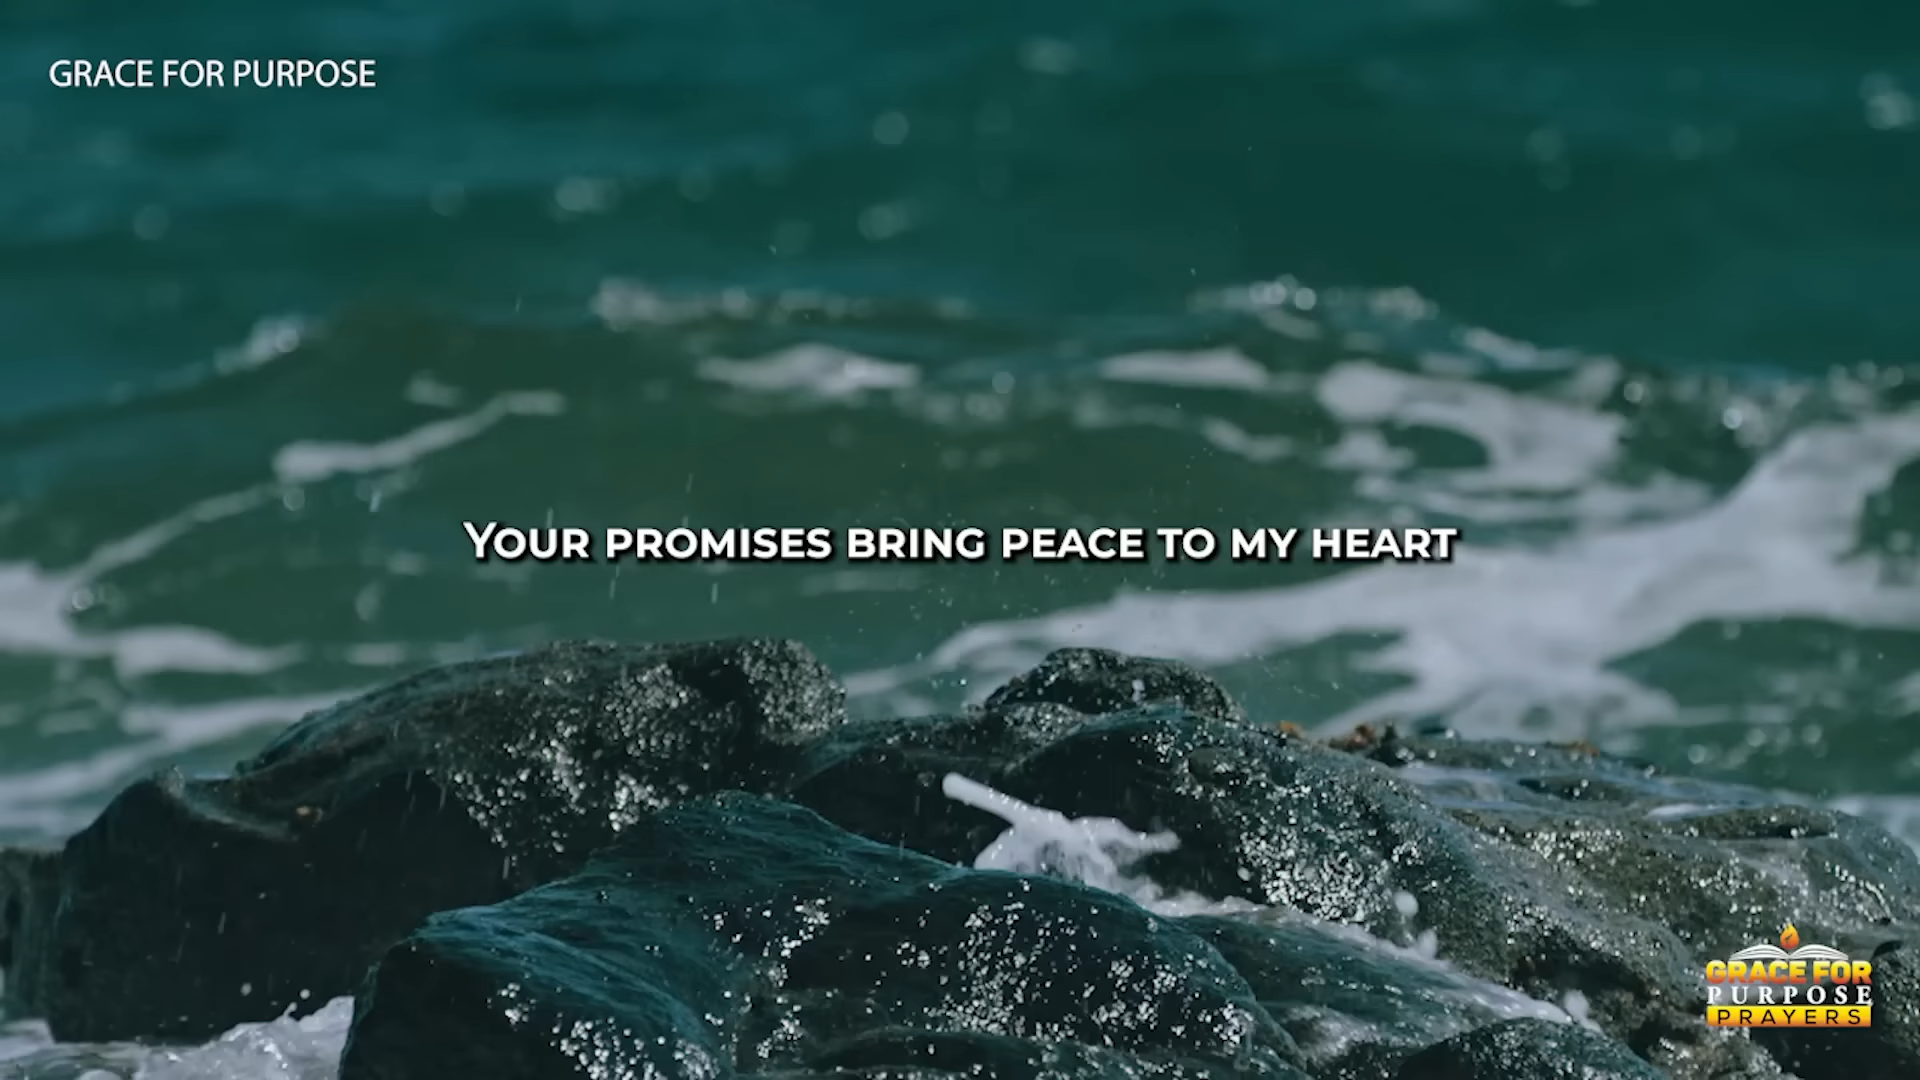 GRACE FOR PURPOSE
YOUR PROMISES BRING PEACE TO MY HEART
GRACE FOR
PURPOSE
PRAYERS